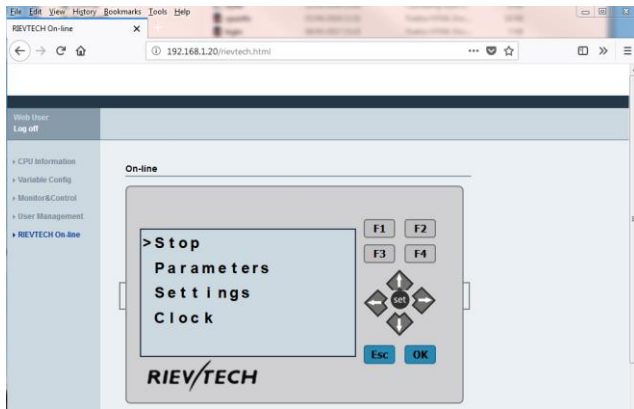 File Edit View History Bookmarks Tools Help
RIEVTECH On-line
192.168.1.20/rievtech.html
Web User
Log off
CPU Information
Variable Config
Monitor&Control
User Management
RIEVTECH On-line
On-line
>Stop
Parameters
Settings
Clock
F1 F2
F3 F4
set
Esc OK
RIEV/TECH